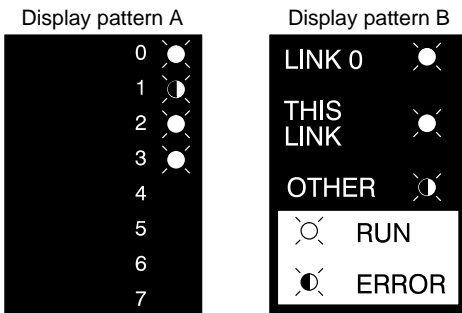 Display pattern A
0
1
2
3
4
5
6
7
Display pattern B
LINK 0
THIS
LINK
OTHER
RUN
ERROR